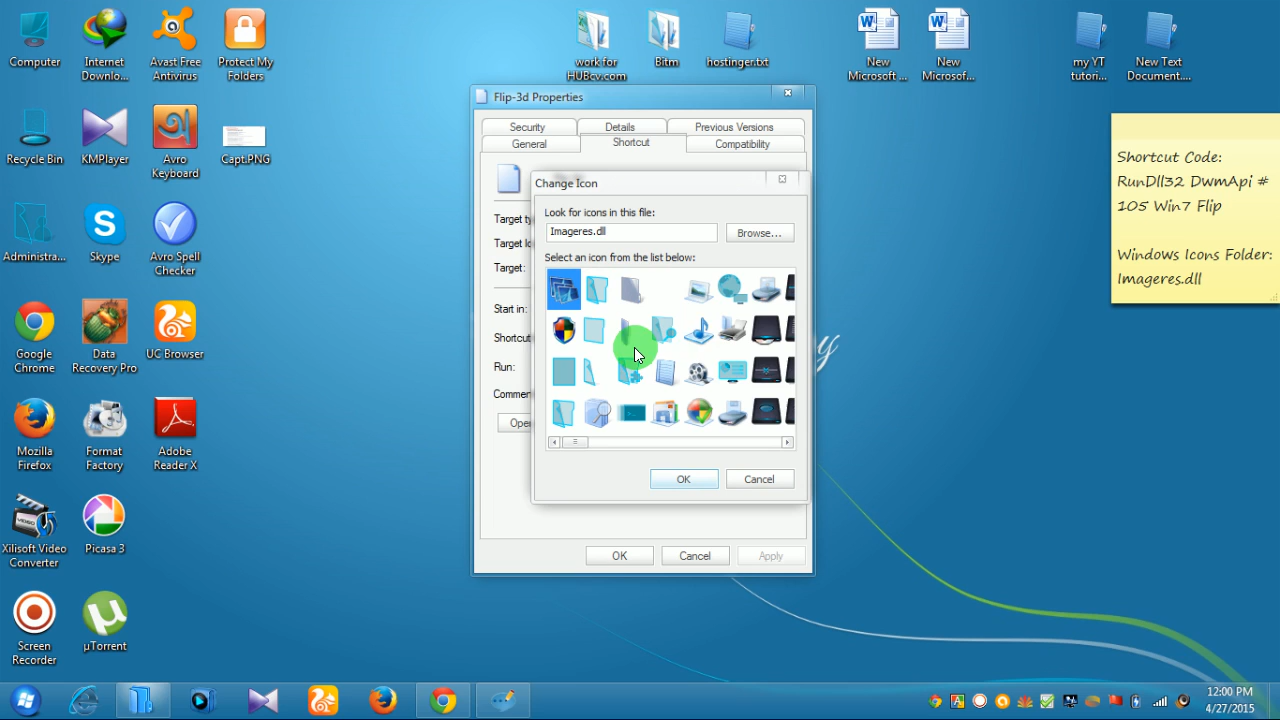 Computer
Internet
Downlo...
Avast Free
Antivirus
Protect My
Folders
work for
HUBcv.com
Bitm
hostinger.txt
New
Microsoft ...
New
Microsof...
my YT
tutori...
New Text
Document....
Recycle Bin
KMPlayer
Avro
Keyboard
Capt.PNG
Administra...
Skype
Avro Spell
Checker
Google
Chrome
Data
Recovery Pro
UC Browser
Mozilla
Firefox
Format
Factory
Adobe
Reader X
Xilisoft Video
Converter
Picasa 3
Screen
Recorder
µTorrent
Flip-3d Properties
Security
Details
Previous Versions
General
Shortcut
Compatibility
Target ty
Target lo
Target:
Start in:
Shortcut
Run:
Commen
Ope
Change Icon
Look for icons in this file:
Imageres.dll
Browse...
Select an icon from the list below:
OK
Cancel
OK
Cancel
Apply
Shortcut Code:
RunDll32 DwmApi #
105 Win7 Flip
Windows Icons Folder:
Imageres.dll
12:00 PM
4/27/2015